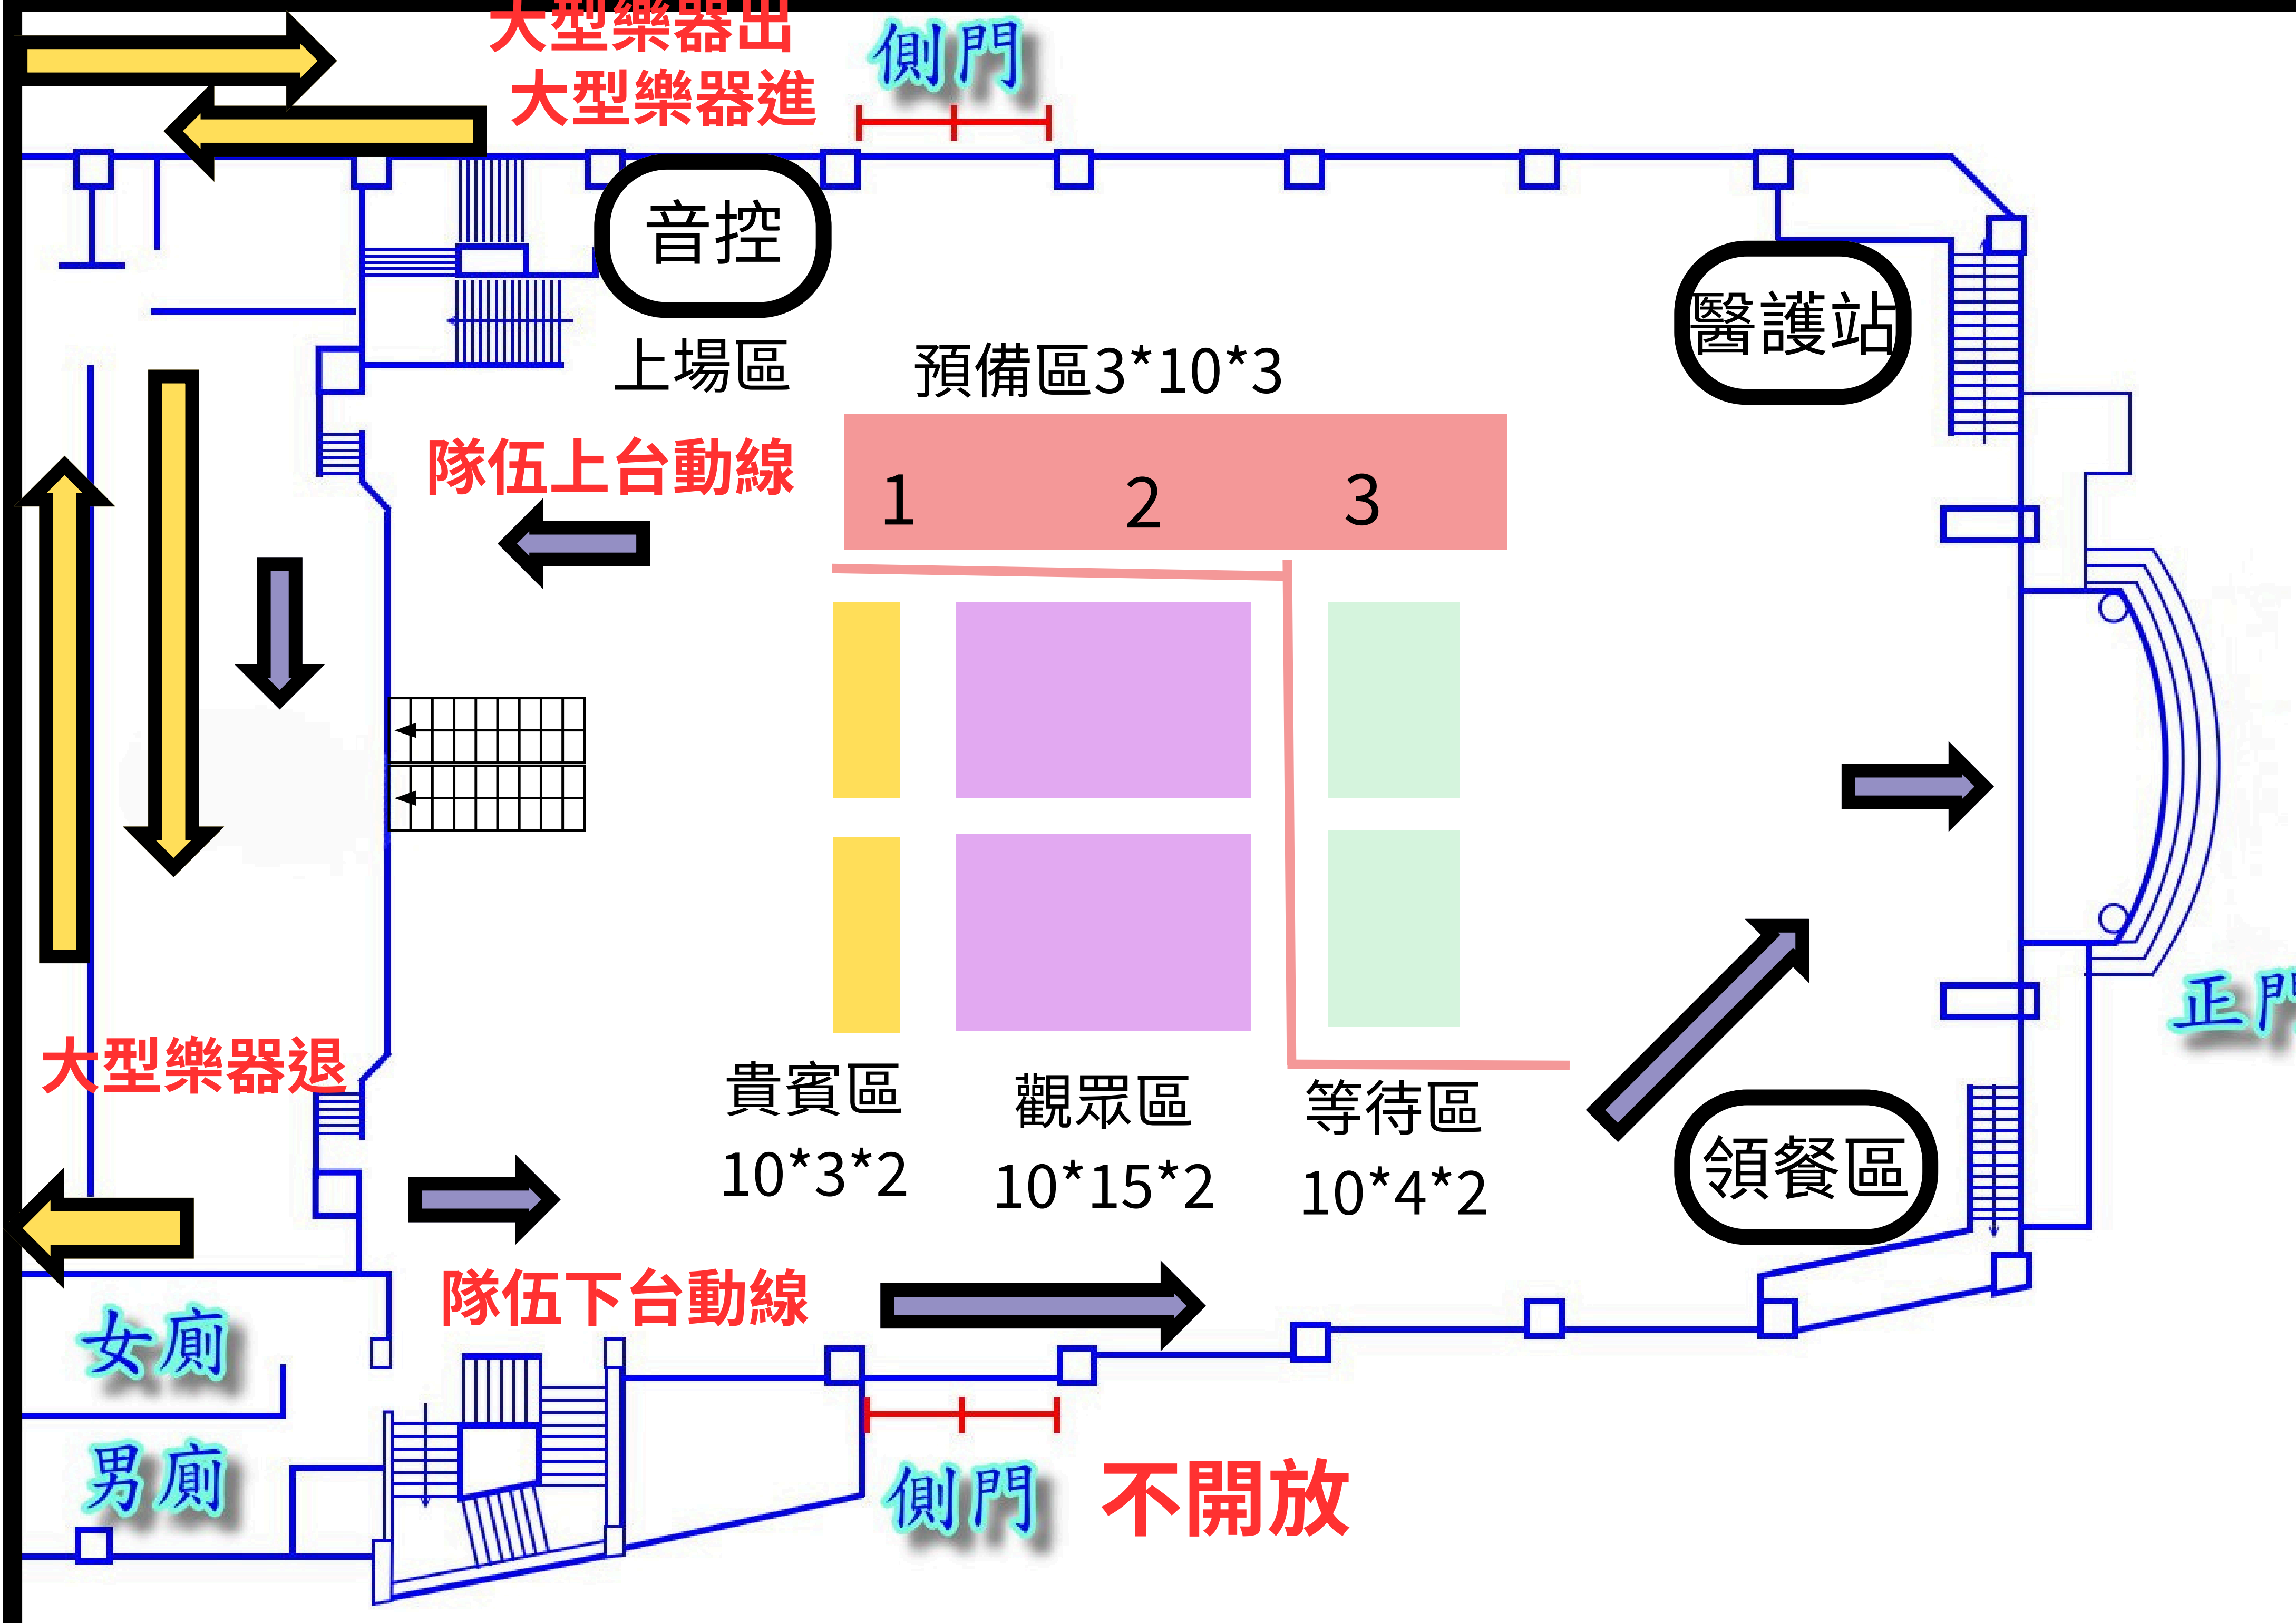 大型樂器出
大型樂器進
側門
音控
醫護站
上場區
預備區3*10*3
隊伍上台動線
1
2
3
正門
大型樂器退
貴賓區
10*3*2
觀眾區
10*15*2
等待區
10*4*2
領餐區
隊伍下台動線
女廁
男廁
側門
不開放